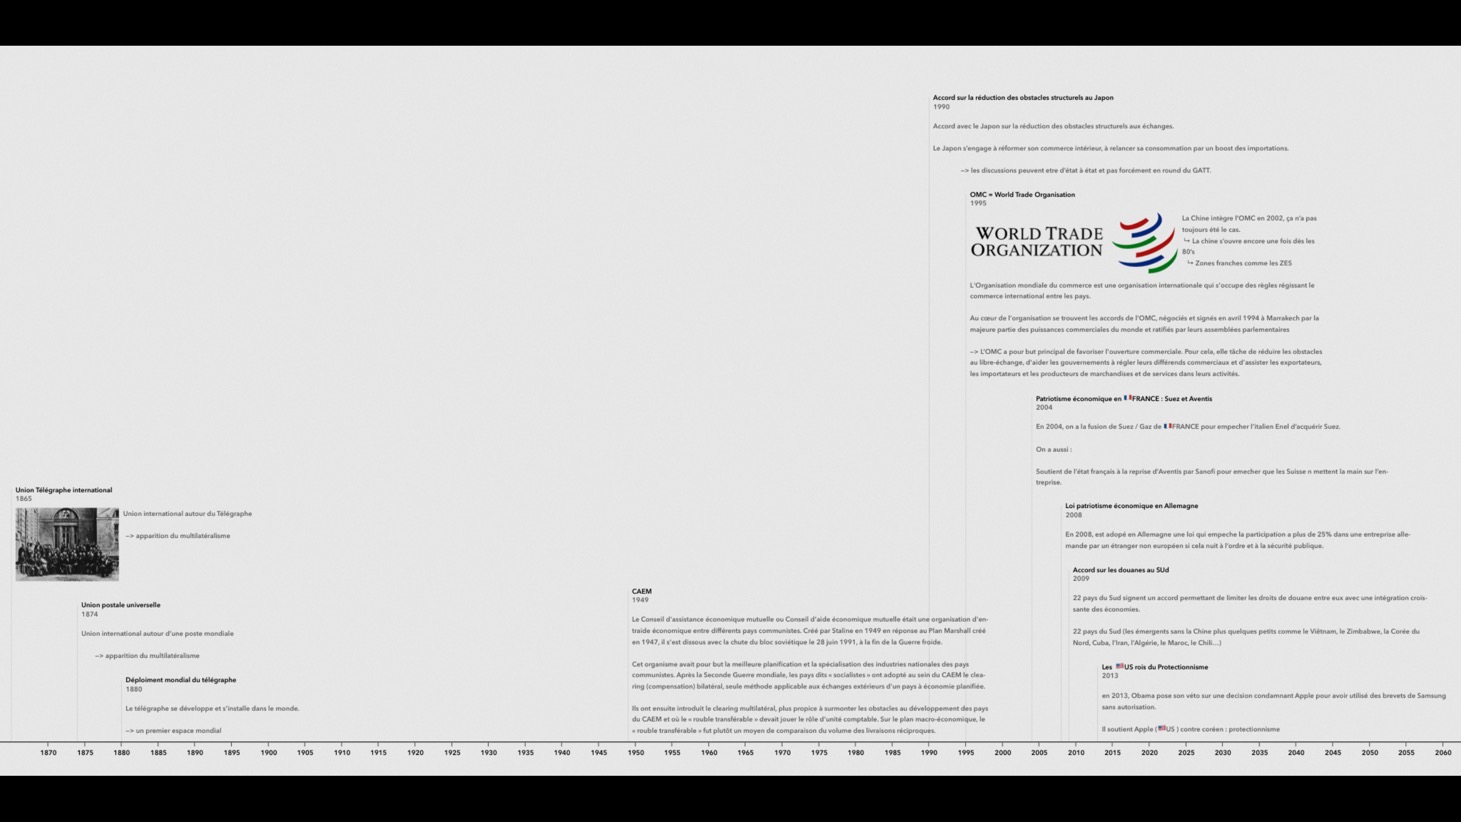 Accord sur la réduction des obstacles structurels au Japon
1990
Accord avec le Japon sur la réduction des obstacles structurels aux échanges.
Le Japon s'engage à réformer son commerce intérieur, à relancer sa consommation par un boost des importations.
—> les discussions peuvent etre d'état à état et pas forcément en round du GATT.
OMC = World Trade Organisation
1995
WORLD TRADE
ORGANIZATION
La Chine intègre l'OMC en 2002, ça n'a pas
toujours été le cas.
↪ La chine s'ouvre encore une fois dès les
80's
↪ Zones franches comme les ZES
L'Organisation mondiale du commerce est une organisation internationale qui s'occupe des règles régissant le
commerce international entre les pays.
Au cœur de l'organisation se trouvent les accords de l'OMC, négociés et signés en avril 1994 à Marrakech par la
majeure partie des puissances commerciales du monde et ratifiés par leurs assemblées parlementaires
—> L'OMC a pour but principal de favoriser l'ouverture commerciale. Pour cela, elle tâche de réduire les obstacles
au libre-échange, d'aider les gouvernements à régler leurs différends commerciaux et d'assister les exportateurs,
les importateurs et les producteurs de marchandises et de services dans leurs activités.
Patriotisme économique en 🇫🇷FRANCE : Suez et Aventis
2004
En 2004, on a la fusion de Suez / Gaz de 🇫🇷FRANCE pour empecher l'italien Enel d'acquérir Suez.
On a aussi :
Soutien de l'état français à la reprise d'Aventis par Sanofi pour emecher que les Suisse n mettent la main sur l'en-
treprise.
Loi patriotisme économique en Allemagne
2008
En 2008, est adopé en Allemagne une loi qui empeche la participation a plus de 25% dans une entreprise alle-
mande par un étranger non européen si cela nuit à l'ordre et à la sécurité publique.
Accord sur les douanes au SUd
2009
22 pays du Sud signent un accord permettant de limiter les droits de douane entre eux avec une intégration crois-
sante des économies.
22 pays du Sud (les émergents sans la Chine plus quelques petits comme le Viêtnam, le Zimbabwe, la Corée du
Nord, Cuba, l'Iran, l'Algérie, le Maroc, le Chili...)
Les 🇺🇸US rois du Protectionnisme
2013
en 2013, Obama pose son véto sur une decision condamnant Apple pour avoir utilisé des brevets de Samsung
sans autorisation.
Il soutient Apple (🇺🇸US ) contre coréen : protectionnisme
Union Télégraphe international
1865
Union international autour du Télégraphe
—> apparition du multilatéralisme
Union postale universelle
1874
Union international autour d'une poste mondiale
—> apparition du multilatéralisme
Déploiment mondial du télégraphe
1880
Le télégraphe se développe et s'installe dans le monde.
—> un premier espace mondial
CAEM
1949
Le Conseil d'assistance économique mutuelle ou Conseil d'aide économique mutuelle était une organisation d'en-
traide économique entre différents pays communistes. Créé par Staline en 1949 en réponse au Plan Marshall créé
en 1947, il s'est dissous avec la chute du bloc soviétique le 28 juin 1991, à la fin de la Guerre froide.
Cet organisme avait pour but la meilleure planification et la spécialisation des industries nationales des pays
communistes. Après la Seconde Guerre mondiale, les pays dits « socialistes » ont adopté au sein du CAEM le clea-
ring (compensation) bilatéral, seule méthode applicable aux échanges extérieurs d'un pays à économie planifiée.
Ils ont ensuite introduit le clearing multilatéral, plus propice à surmonter les obstacles au développement des pays
du CAEM et où le « rouble transférable » devait jouer le rôle d'unité comptable. Sur le plan macro-économique, le
« rouble transférable » fut plutôt un moyen de comparaison du volume des livraisons réciproques.
1870 1875 1880 1885 1890 1895 1900 1905 1910 1915 1920 1925 1930 1935 1940 1945 1950 1955 1960 1965 1970 1975 1980 1985 1990 1995 2000 2005 2010 2015 2020 2025 2030 2035 2040 2045 2050 2055 2060